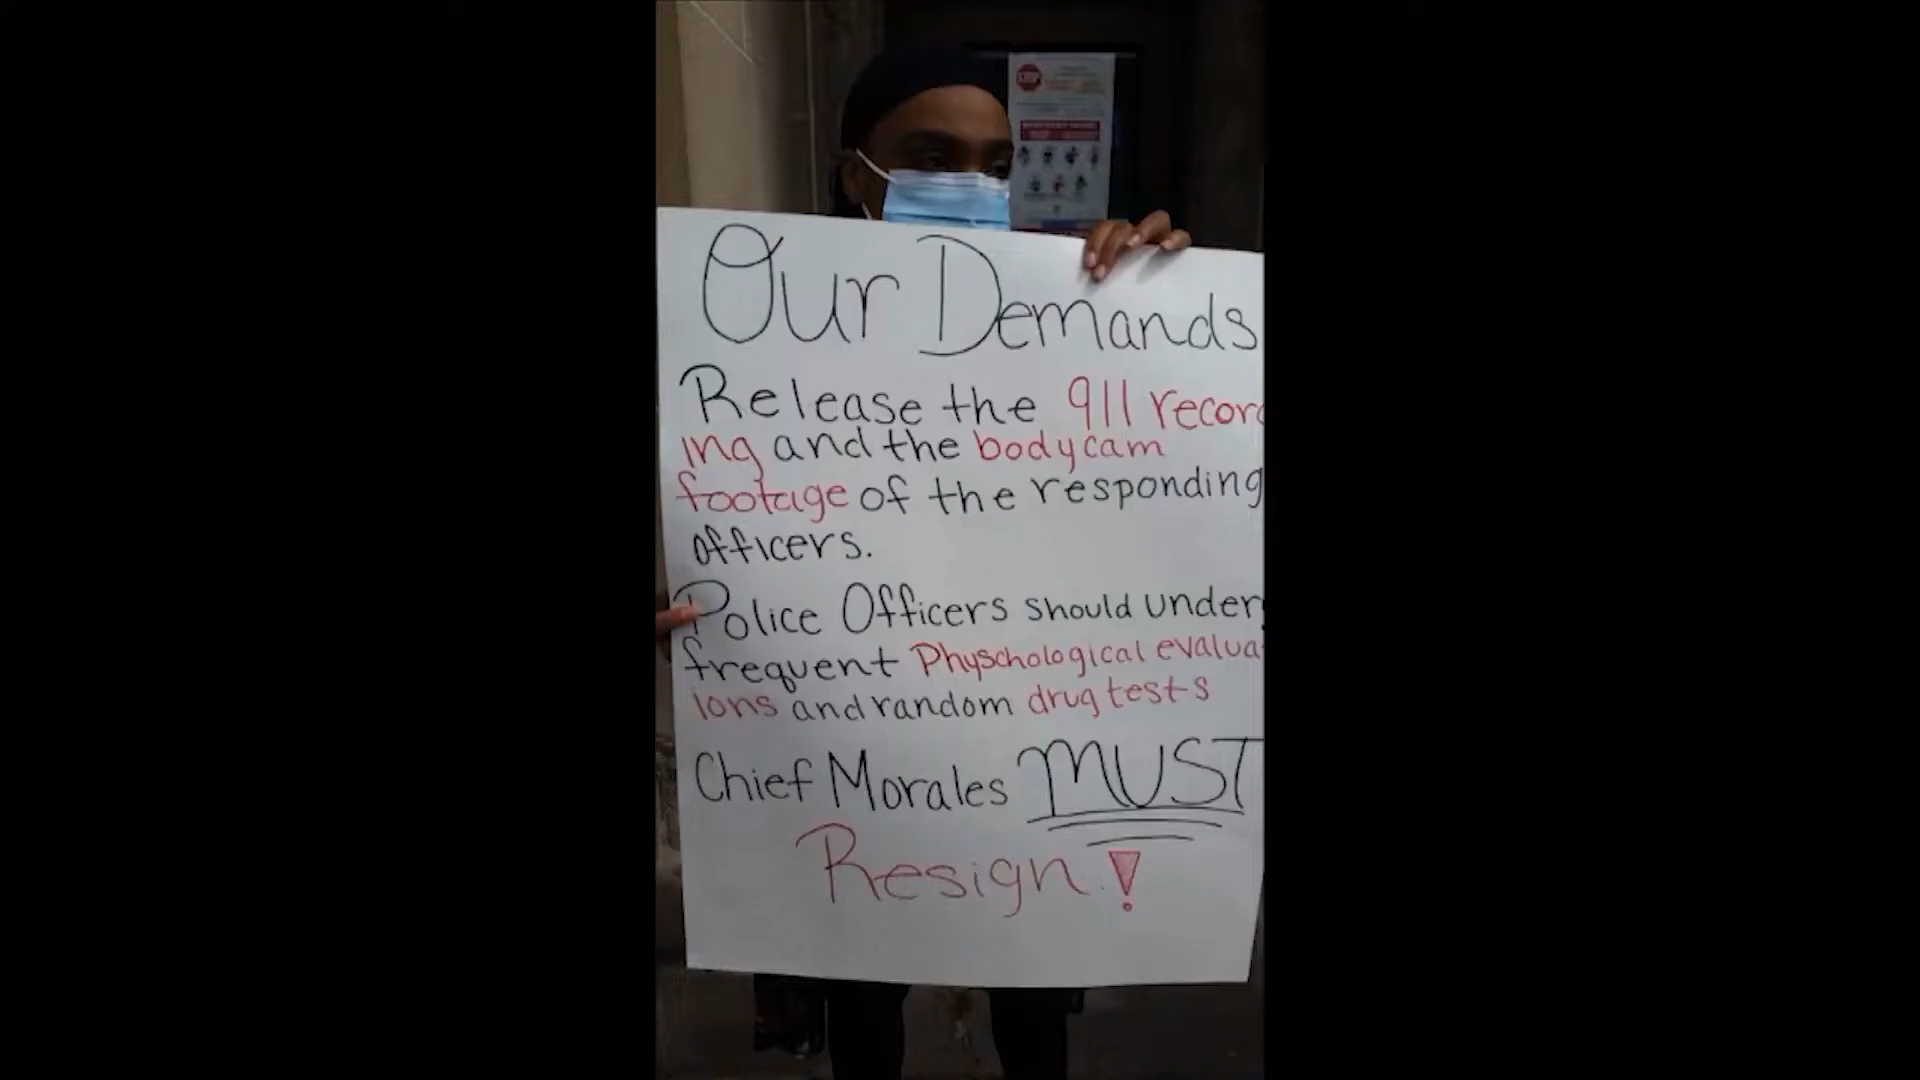 STOP
Our Demands
Release the 911 record
ing and the bodycam
footage of the responding
officers.
Police Officers should under
frequent Physchological evalua
ions and random drug tests
Chief Morales MUST
Resign!